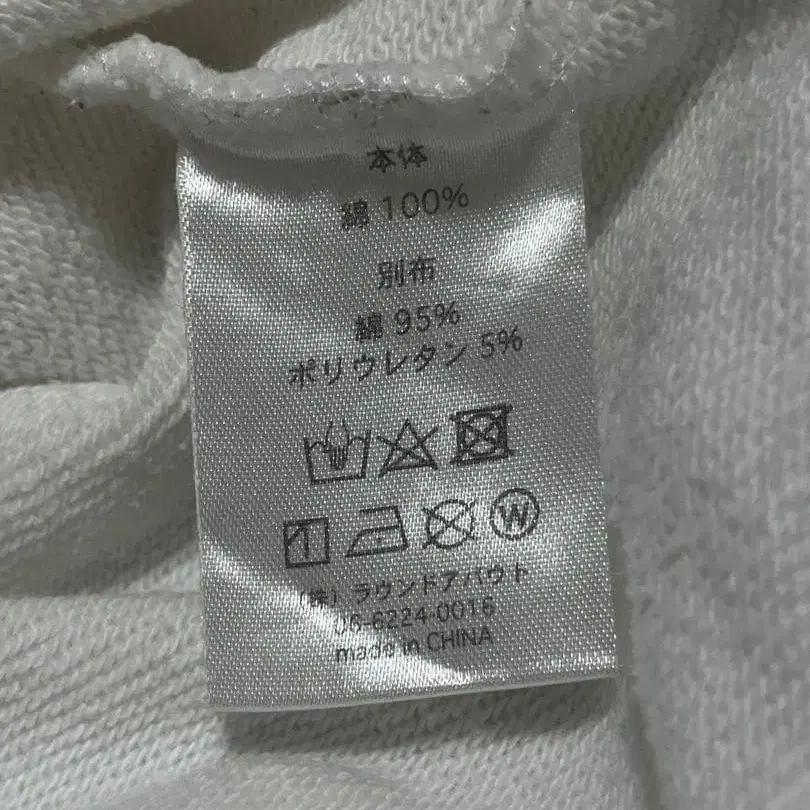 本体
綿 100%
別布
綿 95%
ポリウレタン 5%
W
(株) ラウンドアバウト
06-6224-0016
made in CHINA